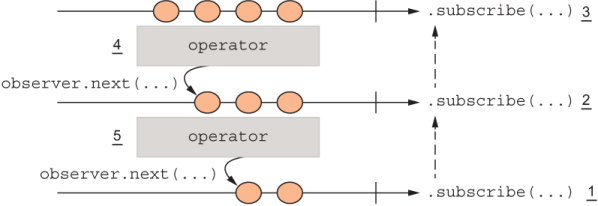 .subscribe(...) 3
4 operator
observer.next(...)
.subscribe(...) 2
5 operator
observer.next(...)
.subscribe(...) 1